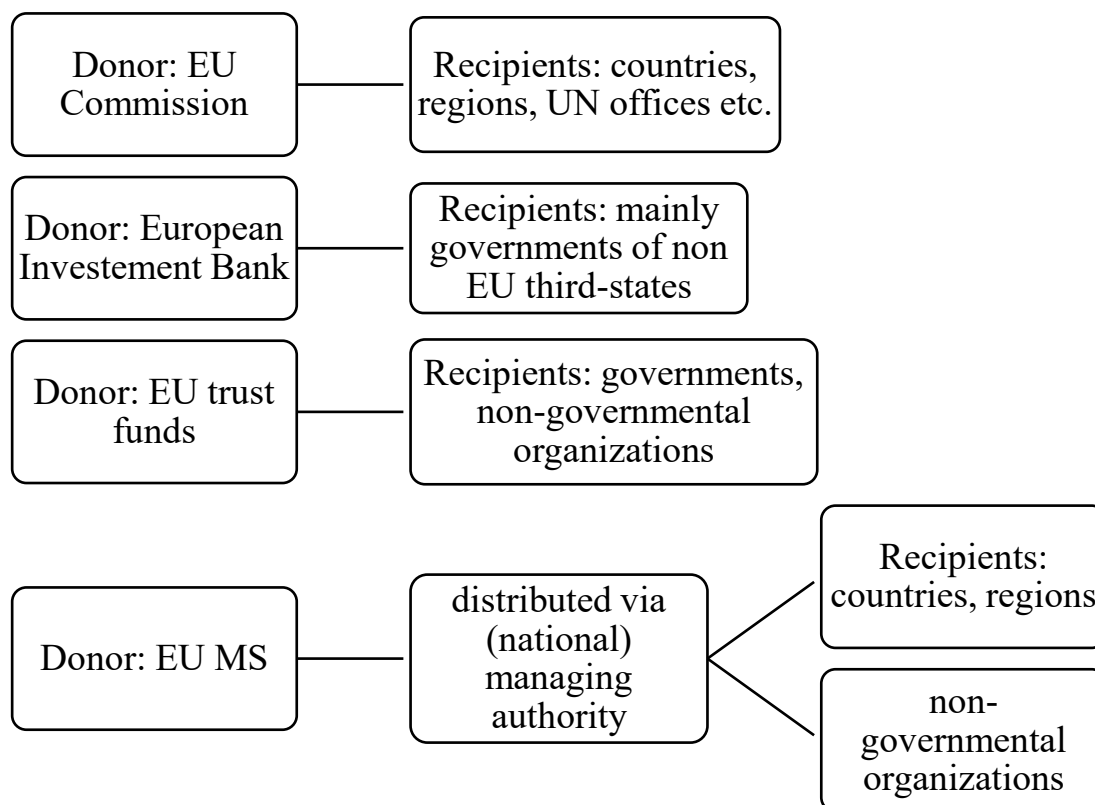 Donor: EU
Commission
Recipients: countries,
regions, UN offices etc.
Donor: European
Investement Bank
Recipients: mainly
governments of non
EU third-states
Donor: EU trust
funds
Recipients: governments,
non-governmental
organizations
Donor: EU MS
distributed via
(national)
managing
authority
Recipients:
countries, regions
non-
governmental
organizations